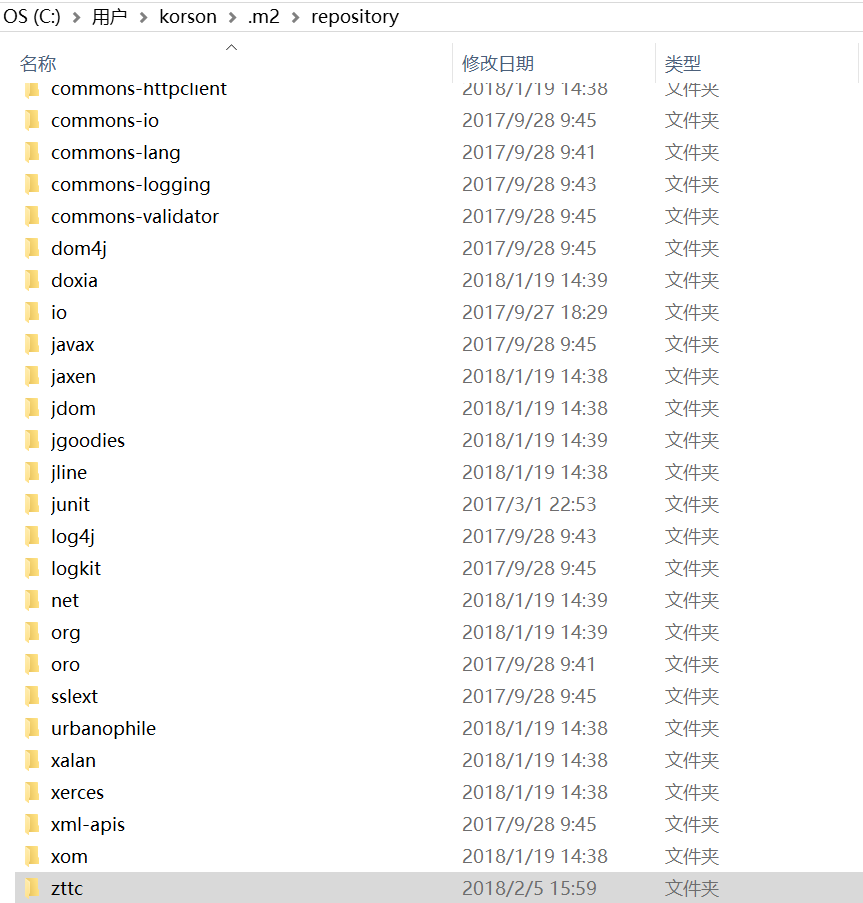 OS (C:) > 用户 > korson > .m2 > repository
名称 修改日期 类型
commons-httpclient 2018/1/19 14:38 文件夹
commons-io 2017/9/28 9:45 文件夹
commons-lang 2017/9/28 9:41 文件夹
commons-logging 2017/9/28 9:43 文件夹
commons-validator 2017/9/28 9:45 文件夹
dom4j 2017/9/28 9:45 文件夹
doxia 2018/1/19 14:39 文件夹
io 2017/9/27 18:29 文件夹
javax 2017/9/28 9:45 文件夹
jaxen 2018/1/19 14:38 文件夹
jdom 2018/1/19 14:38 文件夹
jgoodies 2018/1/19 14:39 文件夹
jline 2018/1/19 14:38 文件夹
junit 2017/3/1 22:53 文件夹
log4j 2017/9/28 9:43 文件夹
logkit 2017/9/28 9:45 文件夹
net 2018/1/19 14:39 文件夹
org 2018/1/19 14:39 文件夹
oro 2017/9/28 9:41 文件夹
sslext 2017/9/28 9:45 文件夹
urbanophile 2018/1/19 14:38 文件夹
xalan 2018/1/19 14:38 文件夹
xerces 2018/1/19 14:38 文件夹
xml-apis 2017/9/28 9:45 文件夹
xom 2018/1/19 14:38 文件夹
zttc 2018/2/5 15:59 文件夹